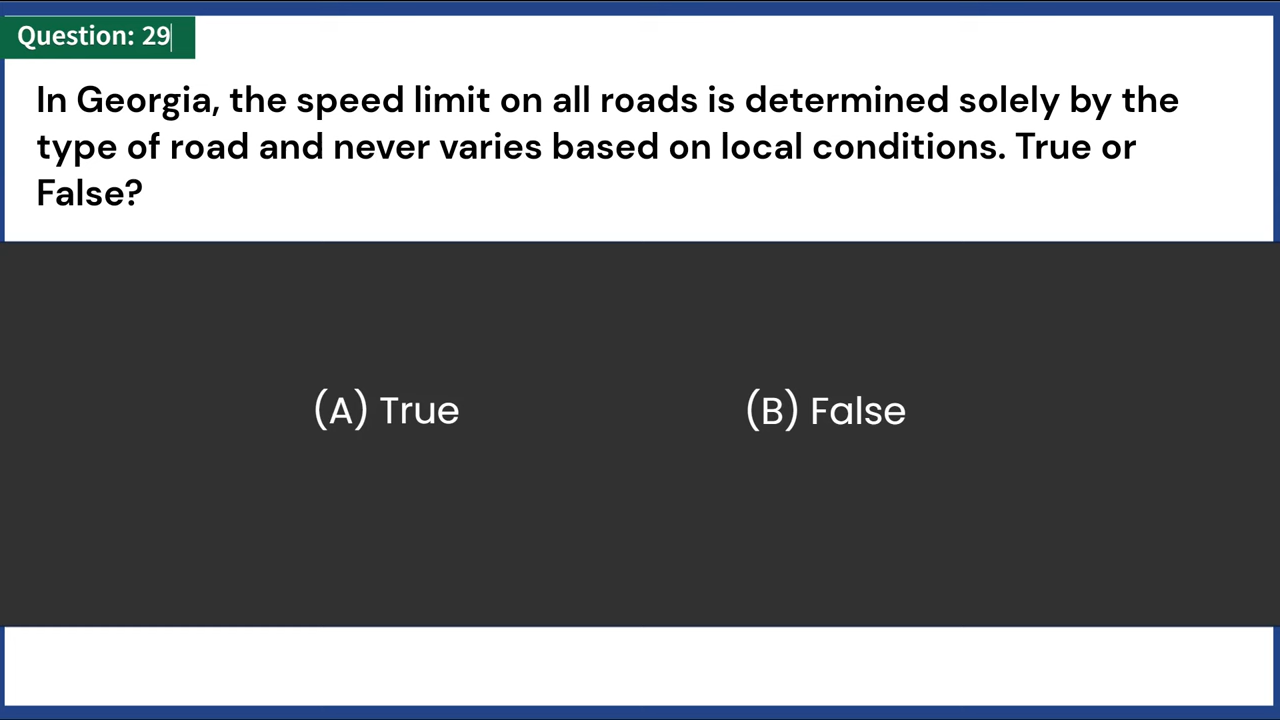 Question: 29
In Georgia, the speed limit on all roads is determined solely by the
type of road and never varies based on local conditions. True or
False?
(A) True
(B) False